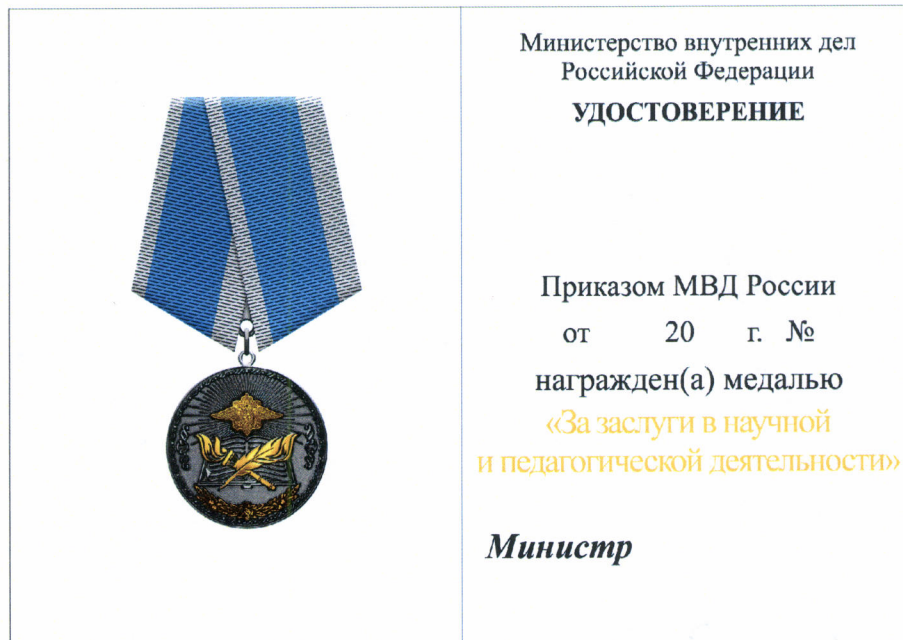 Министерство внутренних дел
Российской Федерации
УДОСТОВЕРЕНИЕ
Приказом МВД России
от 20 г. №
награжден(а) медалью
«За заслуги в научной
и педагогической деятельности»
Министр